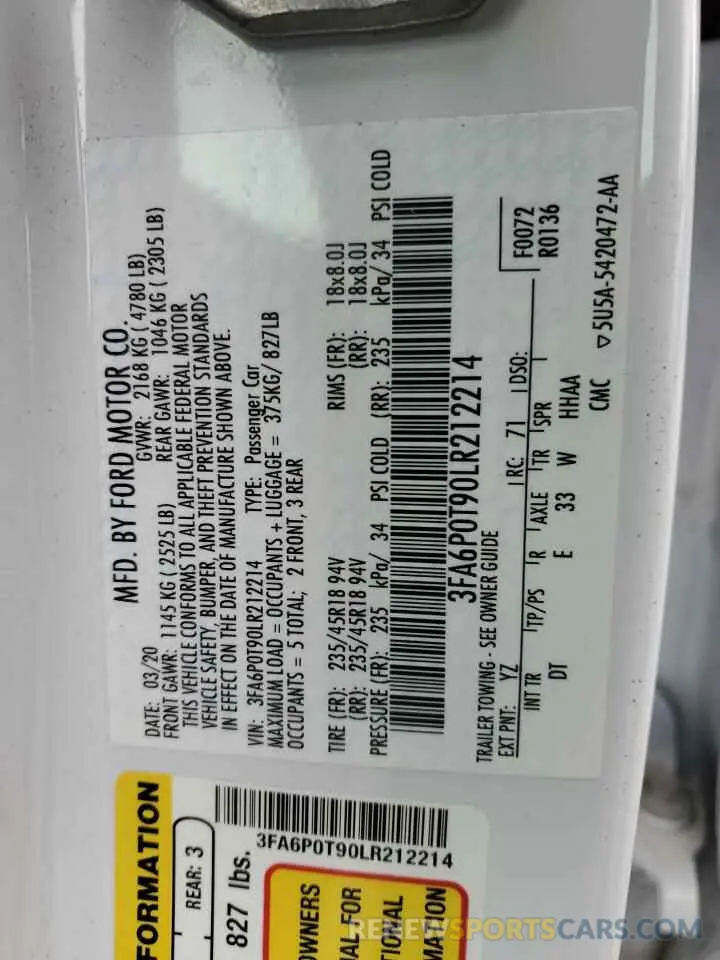 MFD. BY FORD MOTOR CO.
DATE: 03/20 GVWR: 2168 KG ( 4780 LB)
FRONT GAWR: 1145 KG ( 2525 LB) REAR GAWR: 1046 KG ( 2305 LB)
THIS VEHICLE CONFORMS TO ALL APPLICABLE FEDERAL MOTOR
VEHICLE SAFETY, BUMPER, AND THEFT PREVENTION STANDARDS
IN EFFECT ON THE DATE OF MANUFACTURE SHOWN ABOVE.
VIN: 3FA6P0T90LR212214 TYPE: Passenger Car
MAXIMUM LOAD = OCCUPANTS + LUGGAGE = 375KG/ 827LB
OCCUPANTS = 5 TOTAL; 2 FRONT, 3 REAR
TIRE (FR): 235/45R18 94V RIMS (FR): 18x8.0J
(RR): 235/45R18 94V (RR): 18x8.0J
PRESSURE (FR): 235 kPa/ 34 PSI COLD (RR): 235 kPa/ 34 PSI COLD
3FA6P0T90LR212214
TRAILER TOWING - SEE OWNER GUIDE
EXT PNT: YZ RC: 71 DSO: F0072
R0136
INT TR TP/PS R AXLE TR SPR
DT E 33 W HHAA
CMC 5U5A-5420472-AA
FORMATION
REAR: 3
827 lbs.
3FA6P0T90LR212214
OWNERS
AL FOR
TIONAL
MATION
RENEWSPORTSCARS.COM